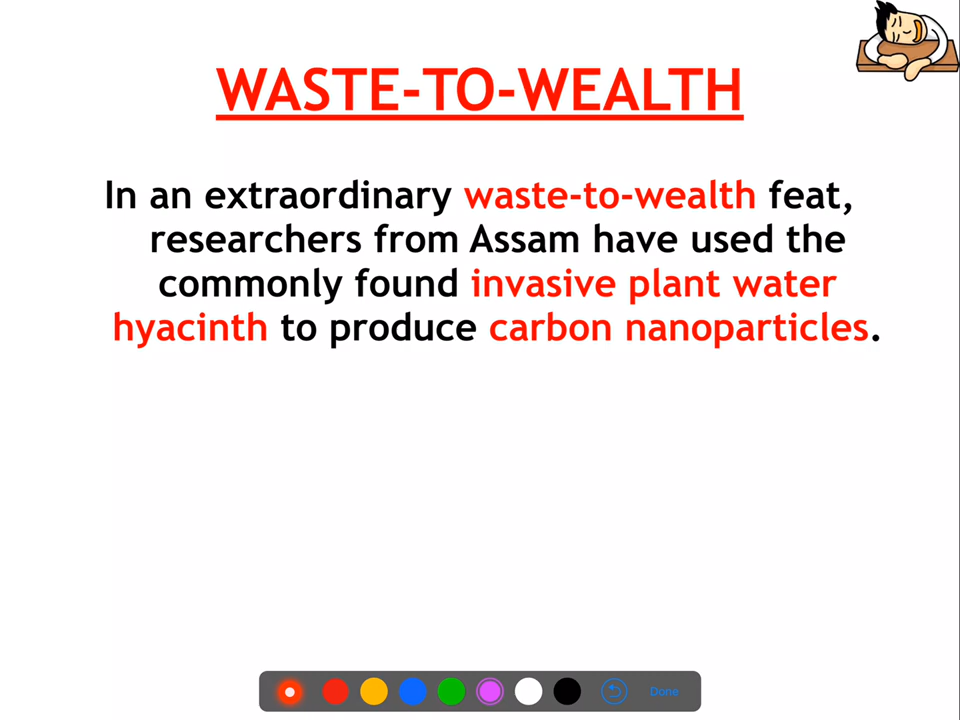 WASTE-TO-WEALTH
In an extraordinary waste-to-wealth feat,
researchers from Assam have used the
commonly found invasive plant water
hyacinth to produce carbon nanoparticles.
Done